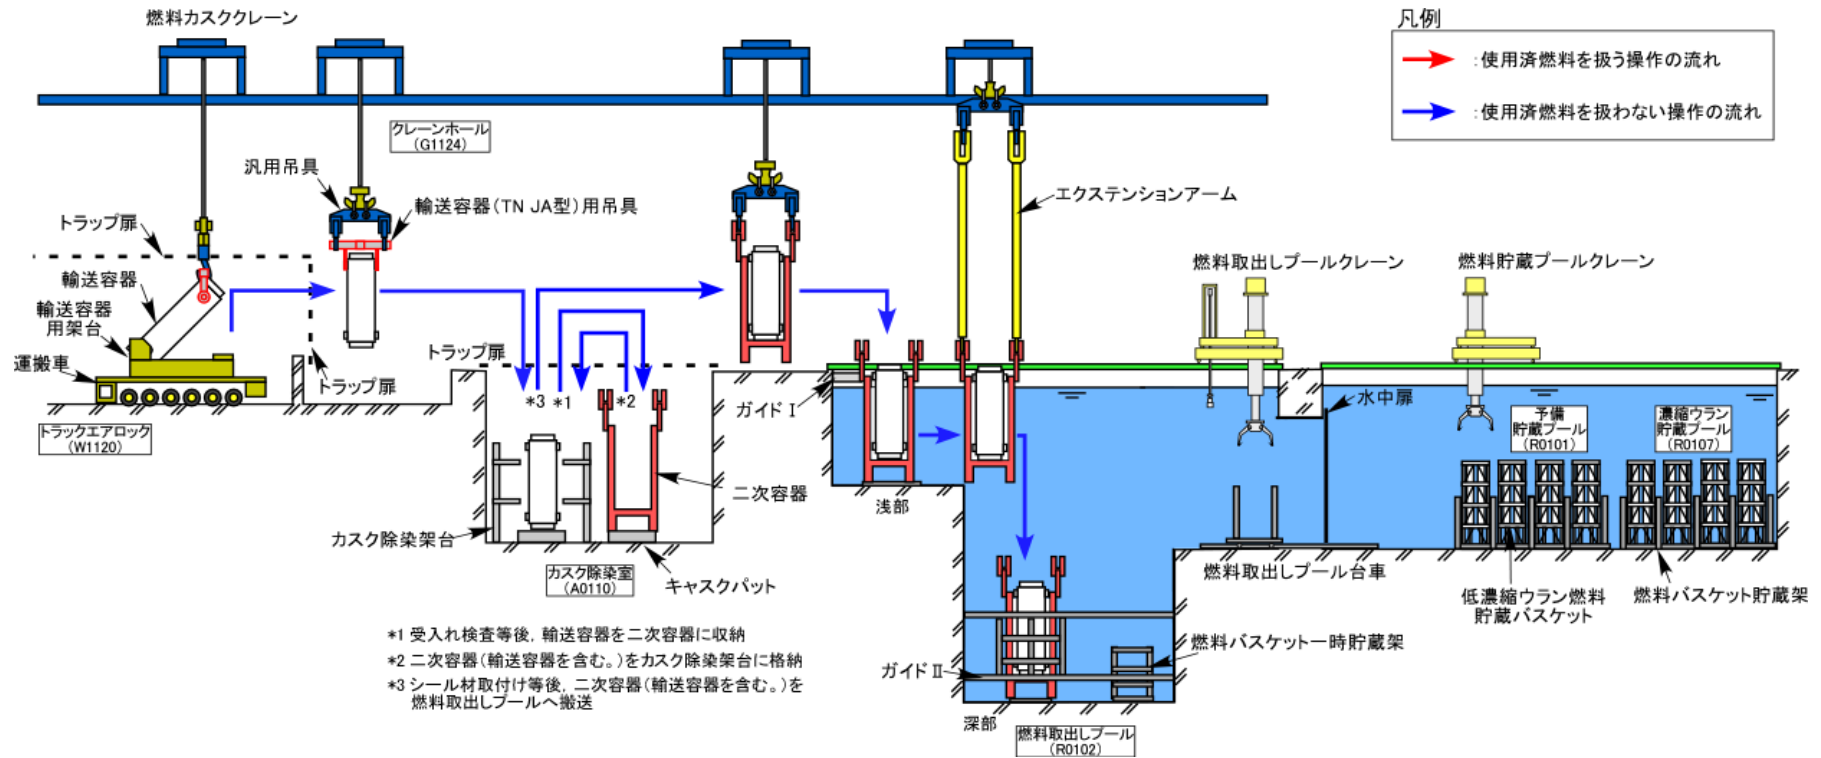 燃料カスククレーン
凡例
:使用済燃料を扱う操作の流れ
:使用済燃料を扱わない操作の流れ
クレーンホール
(G1124)
汎用吊具
輸送容器(TN JA型)用吊具
エクステンションアーム
トラップ扉
輸送容器
輸送容器
用架台
運搬車
トラップ扉
トラップ扉
燃料取出しプールクレーン
燃料貯蔵プールクレーン
*3
*1
*2
ガイドⅠ
水中扉
予備
貯蔵プール
(R0101)
濃縮ウラン
貯蔵プール
(R0107)
トラックエアロック
(W1120)
二次容器
浅部
カスク除染架台
カスク除染室
(A0110)
キャスクパット
燃料取出しプール台車
低濃縮ウラン燃料
貯蔵バスケット
燃料バスケット貯蔵架
*1 受入れ検査等後，輸送容器を二次容器に収納
*2 二次容器(輸送容器を含む。)をカスク除染架台に格納
*3 シール材取付け等後，二次容器(輸送容器を含む。)を
燃料取出しプールへ搬送
燃料バスケット一時貯蔵架
ガイドⅡ
深部
燃料取出しプール
(R0102)